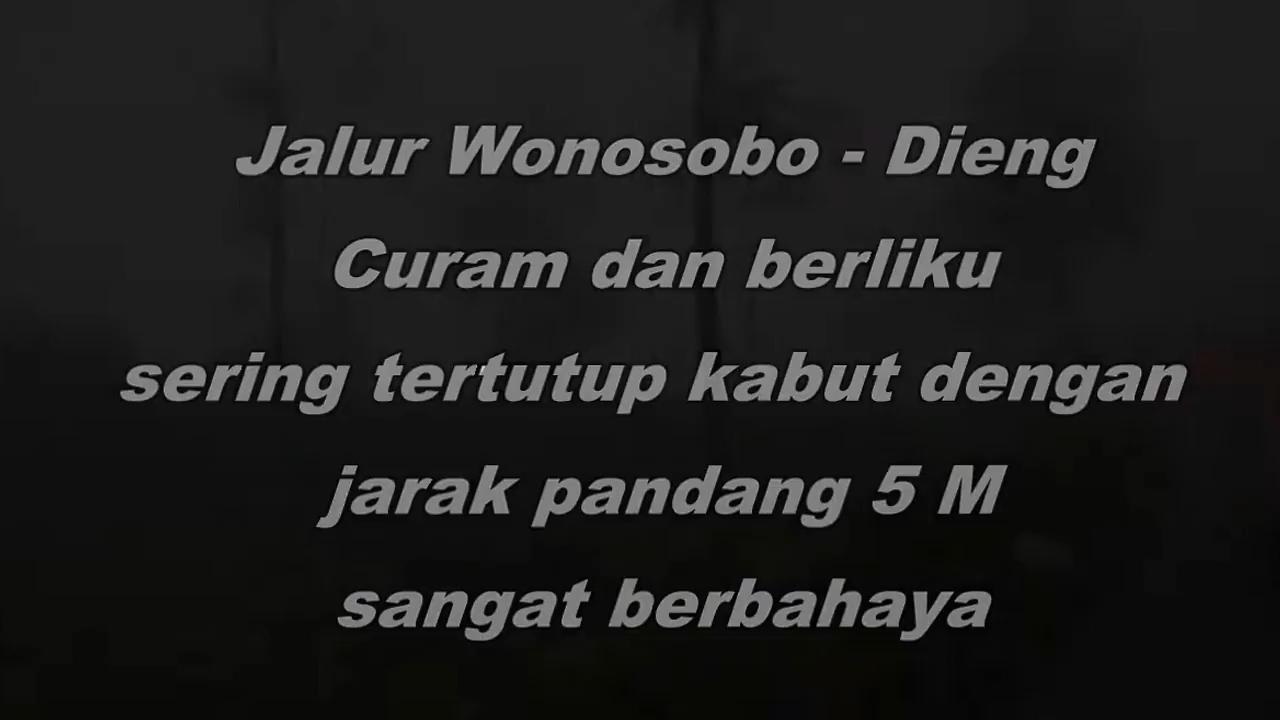 Jalur Wonosobo - Dieng
Curam dan berliku
sering tertutup kabut dengan
jarak pandang 5 M
sangat berbahaya